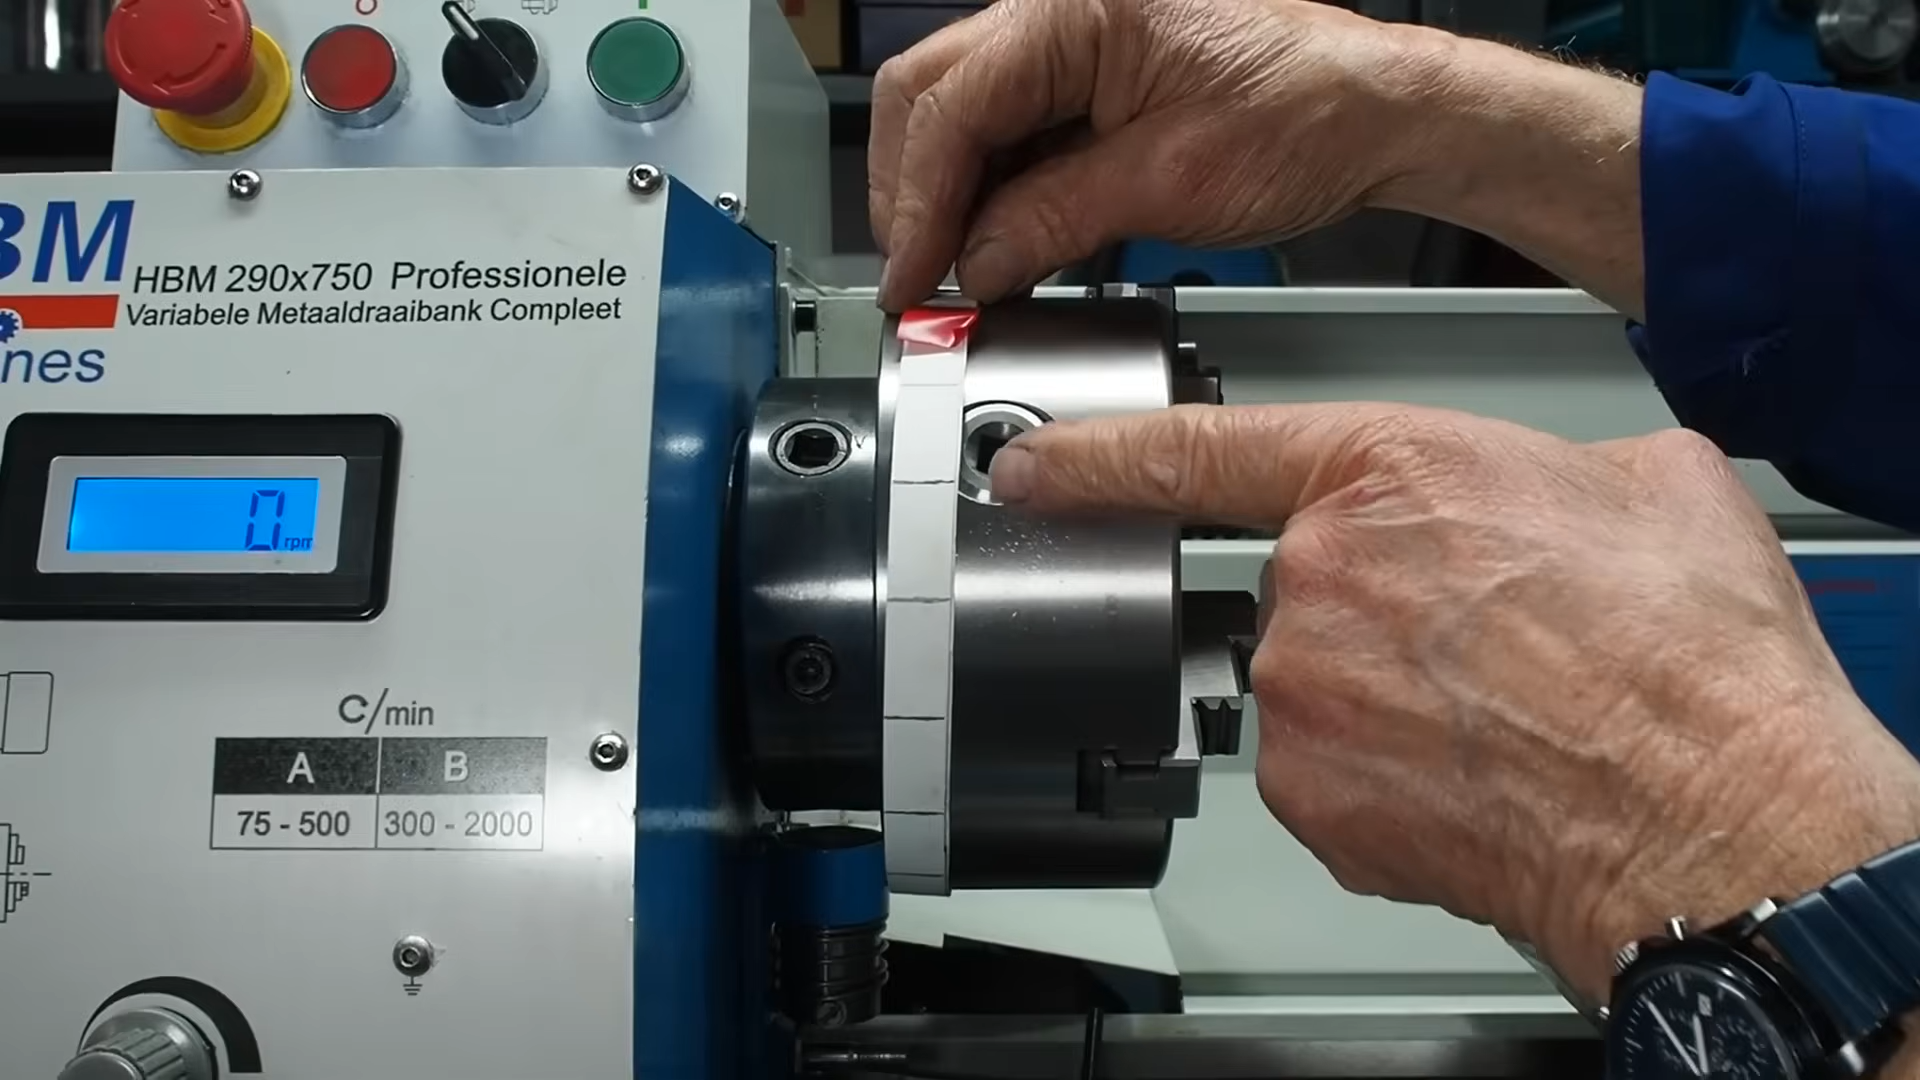 BM
HBM 290x750 Professionele
Variabele Metaaldraaibank Compleet
nes
0 rpm
C/min
A B
75 - 500 300 - 2000